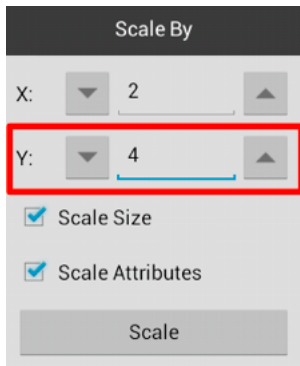 Scale By
X: 2
Y: 4
Scale Size
Scale Attributes
Scale